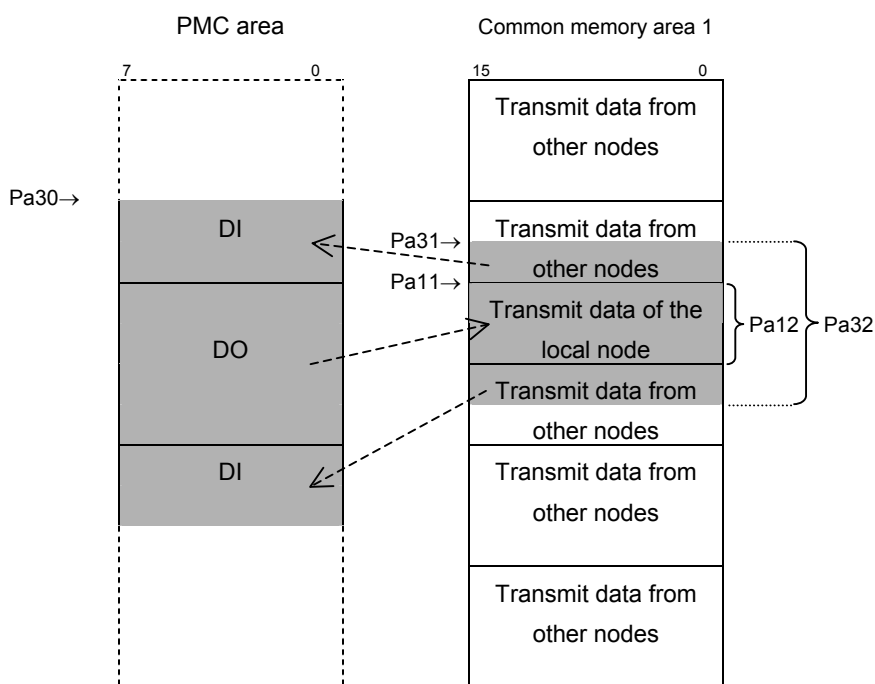 PMC area
Common memory area 1
7 0
15 0
Transmit data from
other nodes
Pa30→
DI
Transmit data from
Pa31→
other nodes
Pa11→
Transmit data of the
local node
Pa12
Pa32
DO
Transmit data from
other nodes
DI
Transmit data from
other nodes
Transmit data from
other nodes